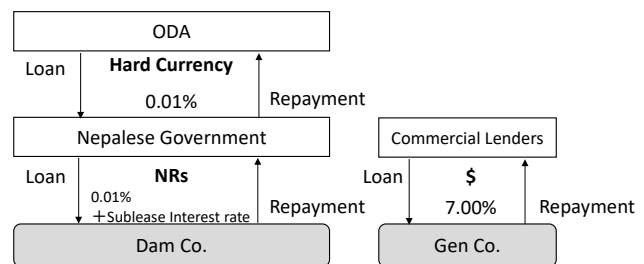 ODA
Loan
Hard Currency
0.01%
Repayment
Nepalese Government
Loan
NRs
0.01%
+Sublease Interest rate
Repayment
Dam Co.
Commercial Lenders
Loan
$
7.00%
Repayment
Gen Co.